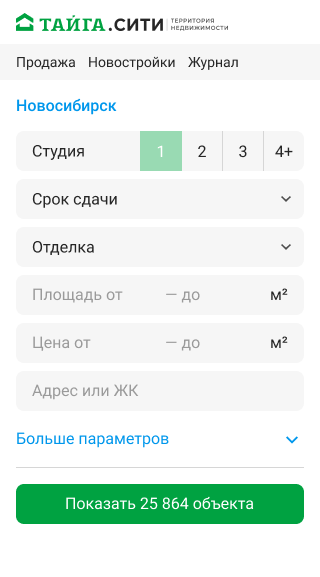 ТАЙГА.СИТИ
ТЕРРИТОРИЯ
НЕДВИЖИМОСТИ
Продажа Новостройки Журнал
Новосибирск
Студия 1 2 3 4+
Срок сдачи
Отделка
Площадь от — до м²
Цена от — до м²
Адрес или ЖК
Больше параметров
Показать 25 864 объекта